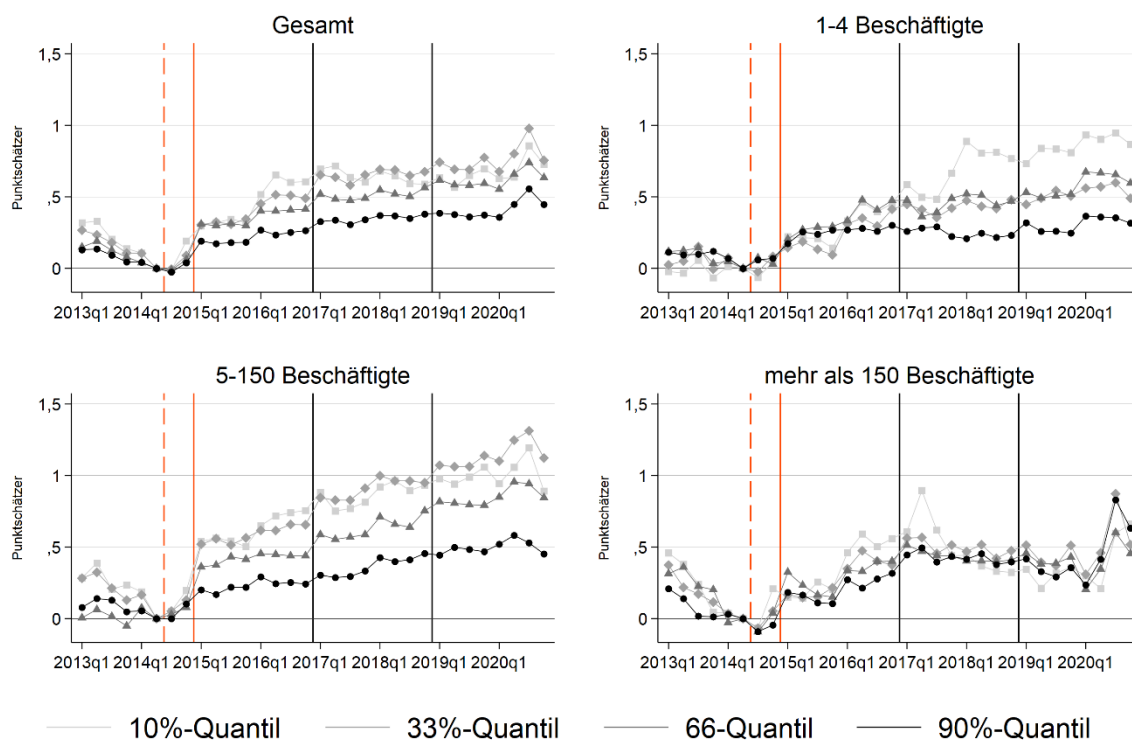 Gesamt
1,5
1
,5
0
Punktschätzer
2013q1 2014q1 2015q1 2016q1 2017q1 2018q1 2019q1 2020q1
1-4 Beschäftigte
1,5
1
,5
0
Punktschätzer
2013q1 2014q1 2015q1 2016q1 2017q1 2018q1 2019q1 2020q1
5-150 Beschäftigte
1,5
1
,5
0
Punktschätzer
2013q1 2014q1 2015q1 2016q1 2017q1 2018q1 2019q1 2020q1
mehr als 150 Beschäftigte
1,5
1
,5
0
Punktschätzer
2013q1 2014q1 2015q1 2016q1 2017q1 2018q1 2019q1 2020q1
10%-Quantil 33%-Quantil 66-Quantil 90%-Quantil